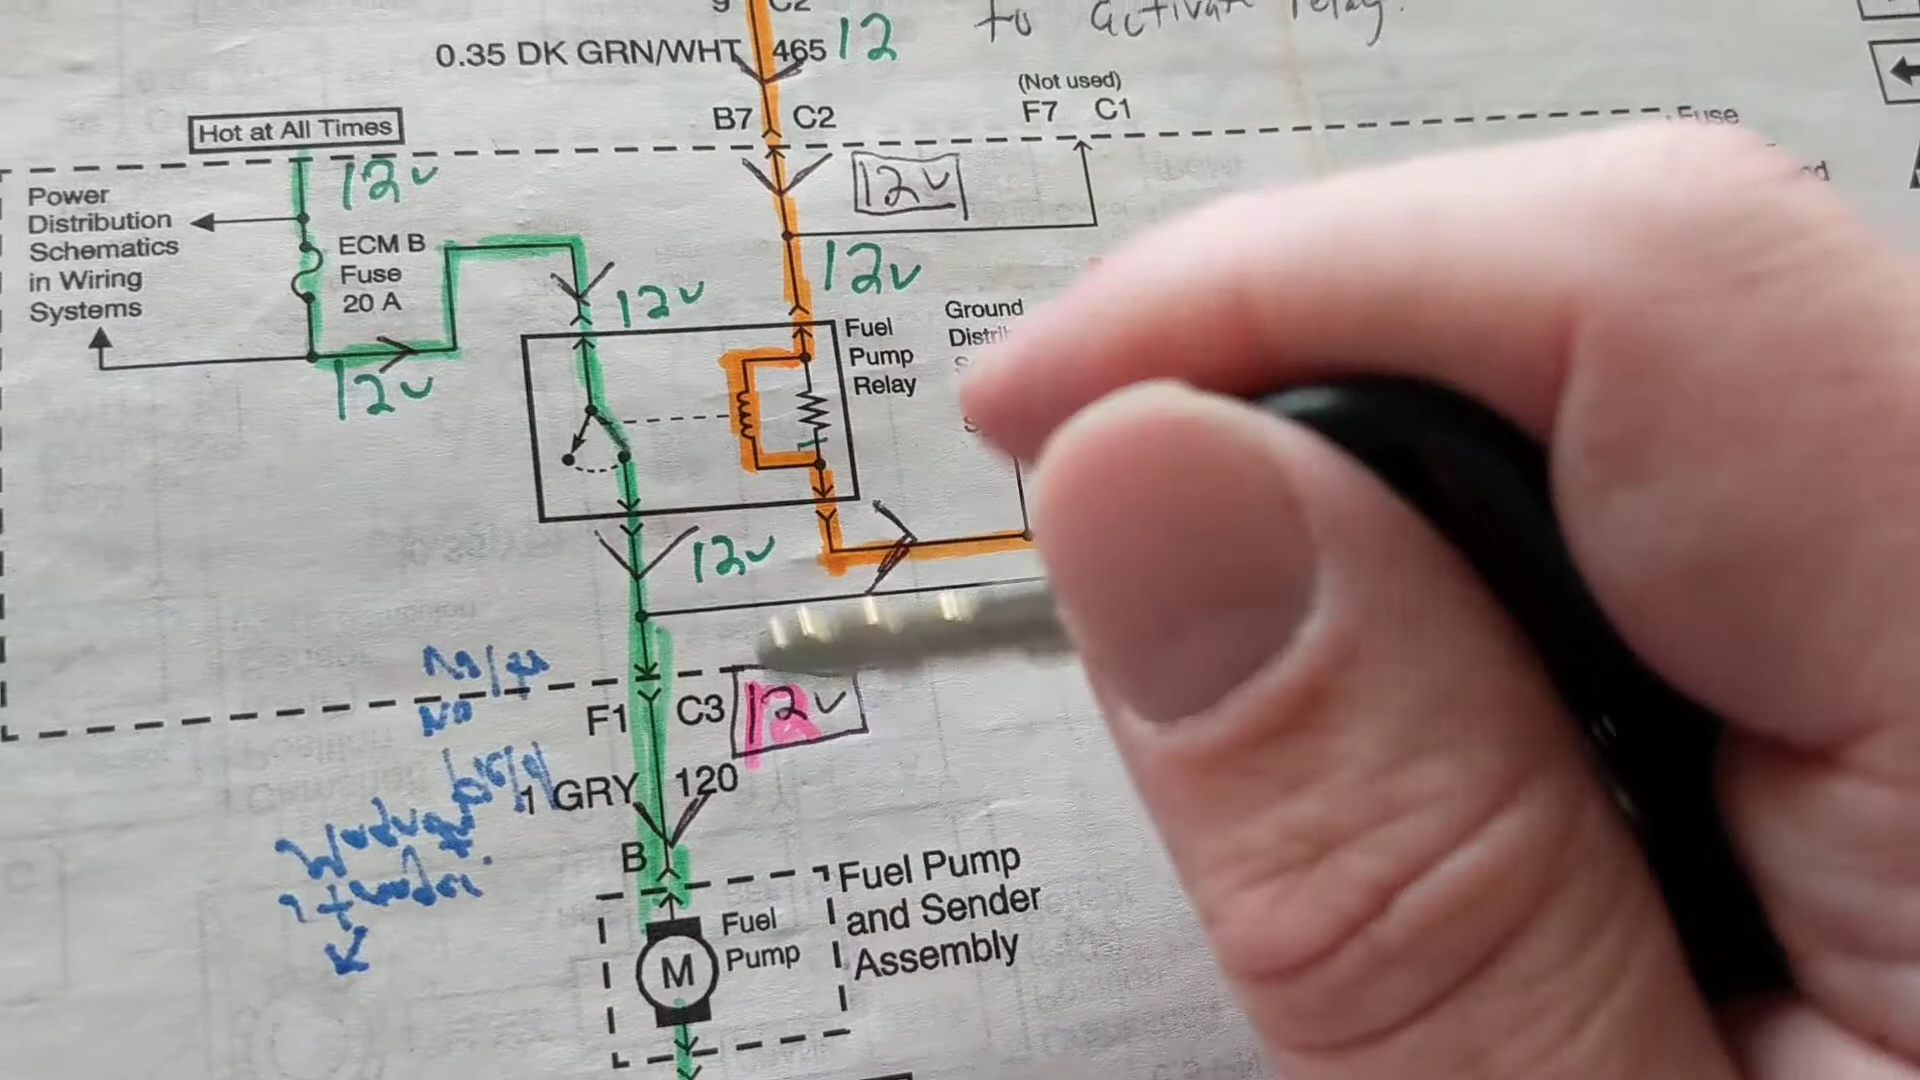 9 C2
to activate relay.
0.35 DK GRN/WHT 465 12
(Not used)
B7 C2 F7 C1
Hot at All Times
Fuse
12v
12v
Power
Distribution
Schematics
in Wiring
Systems
ECM B
Fuse
20 A
12v
12v
12v
Fuel
Pump
Relay
Ground
12v
F1 C3 12v
1 GRY 120
B
Fuel
Pump
M
Fuel Pump
and Sender
Assembly